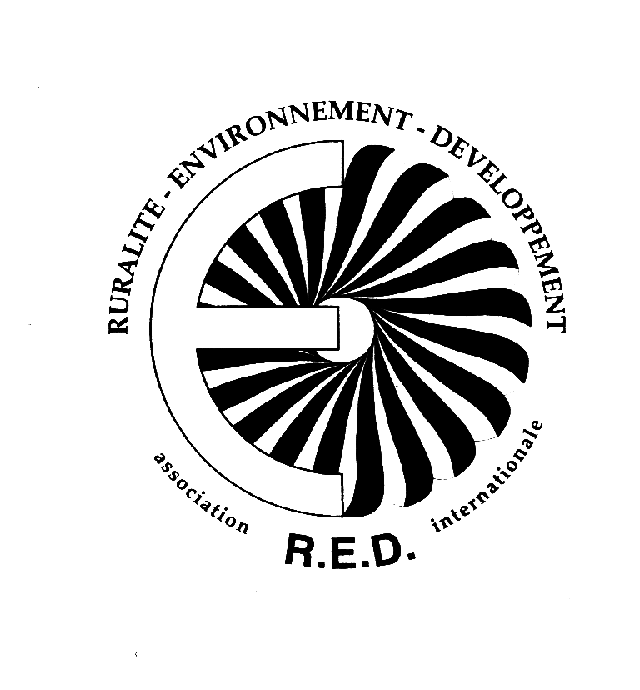 RURALITE - ENVIRONNEMENT - DEVELOPPEMENT
association internationale
R.E.D.